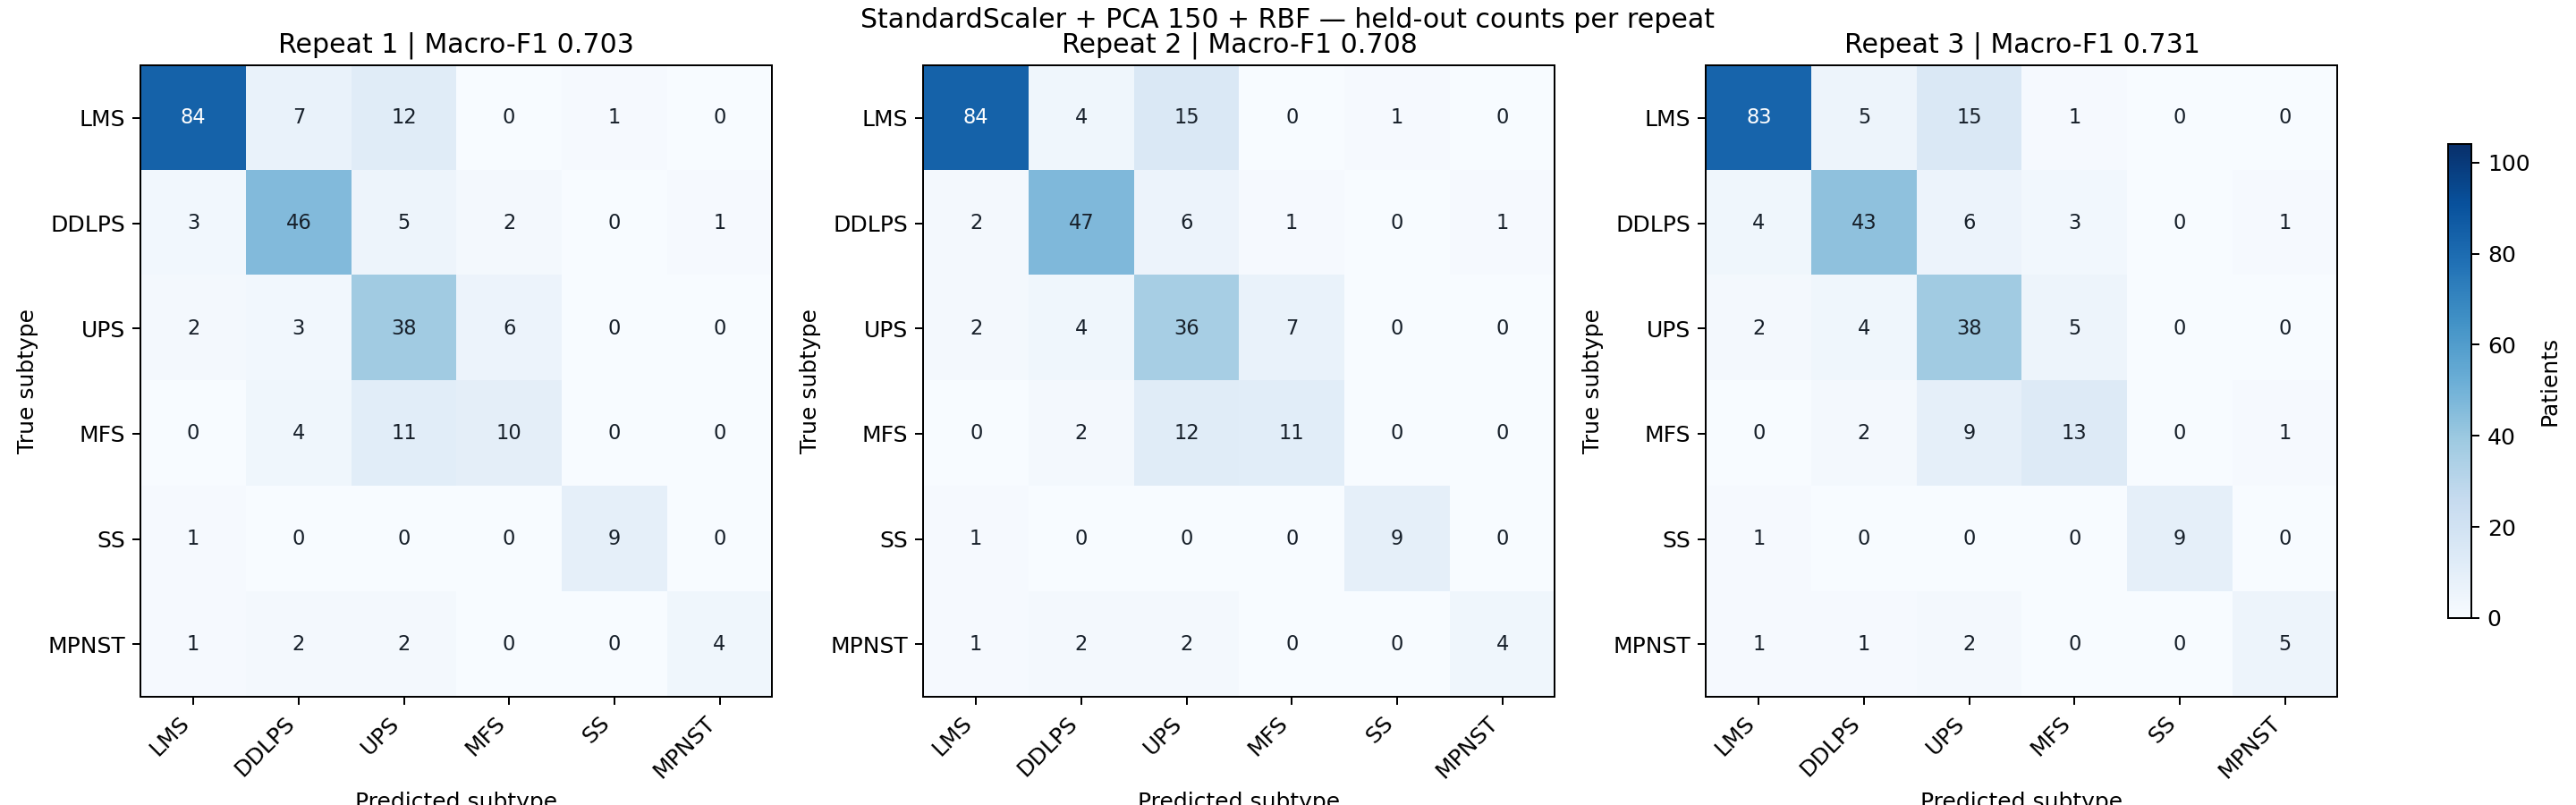 StandardScaler + PCA 150 + RBF — held-out counts per repeat
Repeat 1 | Macro-F1 0.703
True subtype
LMS 84 7 12 0 1 0
DDLPS 3 46 5 2 0 1
UPS 2 3 38 6 0 0
MFS 0 4 11 10 0 0
SS 1 0 0 0 9 0
MPNST 1 2 2 0 0 4
LMS DDLPS UPS MFS SS MPNST
Predicted subtype
Repeat 2 | Macro-F1 0.708
True subtype
LMS 84 4 15 0 1 0
DDLPS 2 47 6 1 0 1
UPS 2 4 36 7 0 0
MFS 0 2 12 11 0 0
SS 1 0 0 0 9 0
MPNST 1 2 2 0 0 4
LMS DDLPS UPS MFS SS MPNST
Predicted subtype
Repeat 3 | Macro-F1 0.731
True subtype
LMS 83 5 15 1 0 0
DDLPS 4 43 6 3 0 1
UPS 2 4 38 5 0 0
MFS 0 2 9 13 0 1
SS 1 0 0 0 9 0
MPNST 1 1 2 0 0 5
LMS DDLPS UPS MFS SS MPNST
Predicted subtype
100
80
60
40
20
0
Patients